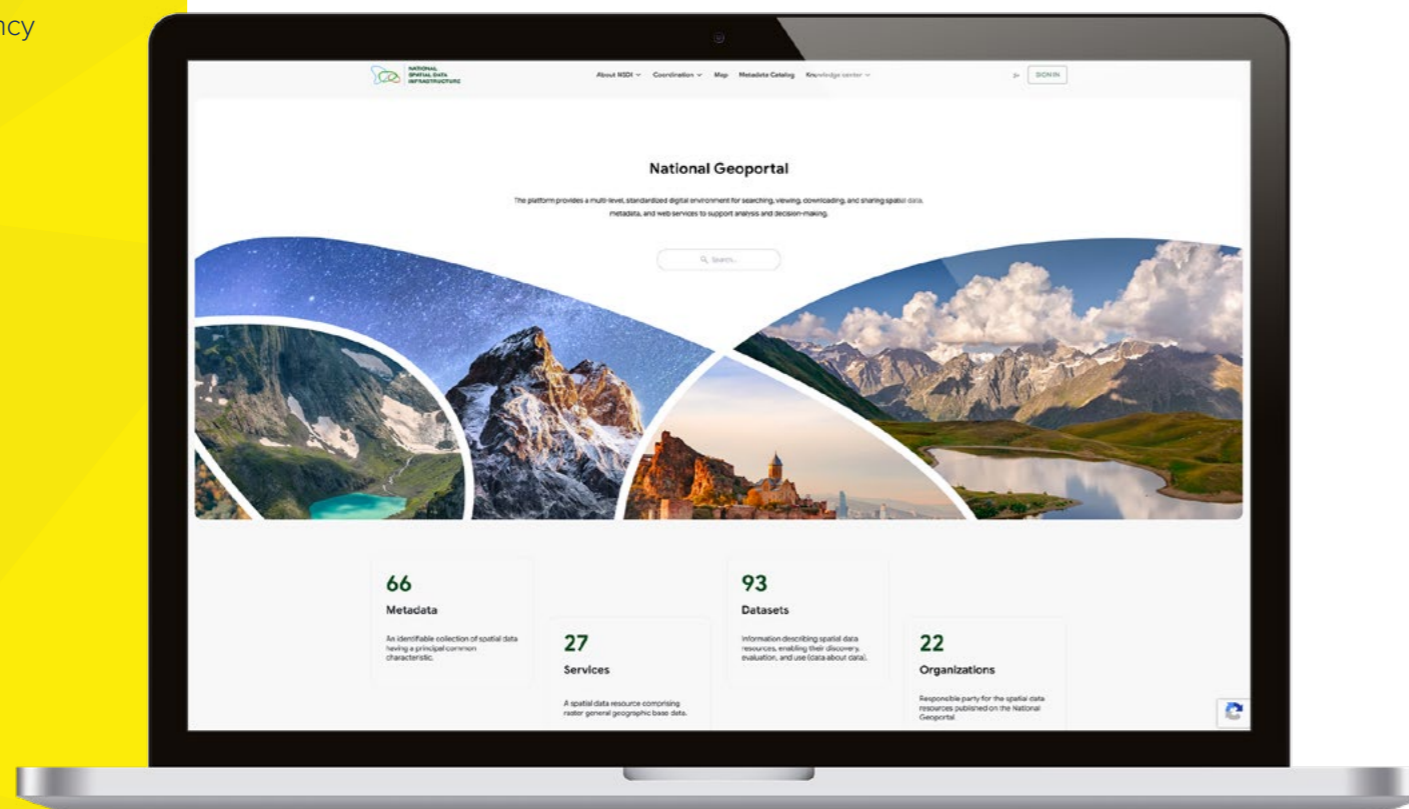 ncy
NATIONAL
SPATIAL DATA
INFRASTRUCTURE
About NSDI
Coordination
Map
Metadata Catalog
Knowledge center
SIGN IN
National Geoportal
The platform provides a multi-level, standardized digital environment for searching, viewing, downloading, and sharing spatial data,
metadata, and web services to support analysis and decision-making.
Search...
66
Metadata
An identifiable collection of spatial data
having a principal common
characteristic.
27
Services
A spatial data resource comprising
raster general geographic base data.
93
Datasets
Information describing spatial data
resources, enabling their discovery,
evaluation, and use (data about data).
22
Organizations
Responsible party for the spatial data
resources published on the National
Geoportal.